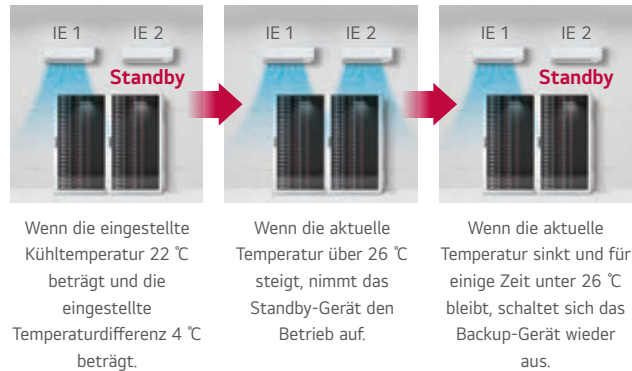 IE 1 IE 2
Standby
IE 1 IE 2
IE 1 IE 2
Standby
Wenn die eingestellte
Kühltemperatur 22 ℃
beträgt und die
eingestellte
Temperaturdifferenz 4 ℃
beträgt.
Wenn die aktuelle
Temperatur über 26 ℃
steigt, nimmt das
Standby-Gerät den
Betrieb auf.
Wenn die aktuelle
Temperatur sinkt und für
einige Zeit unter 26 ℃
bleibt, schaltet sich das
Backup-Gerät wieder
aus.